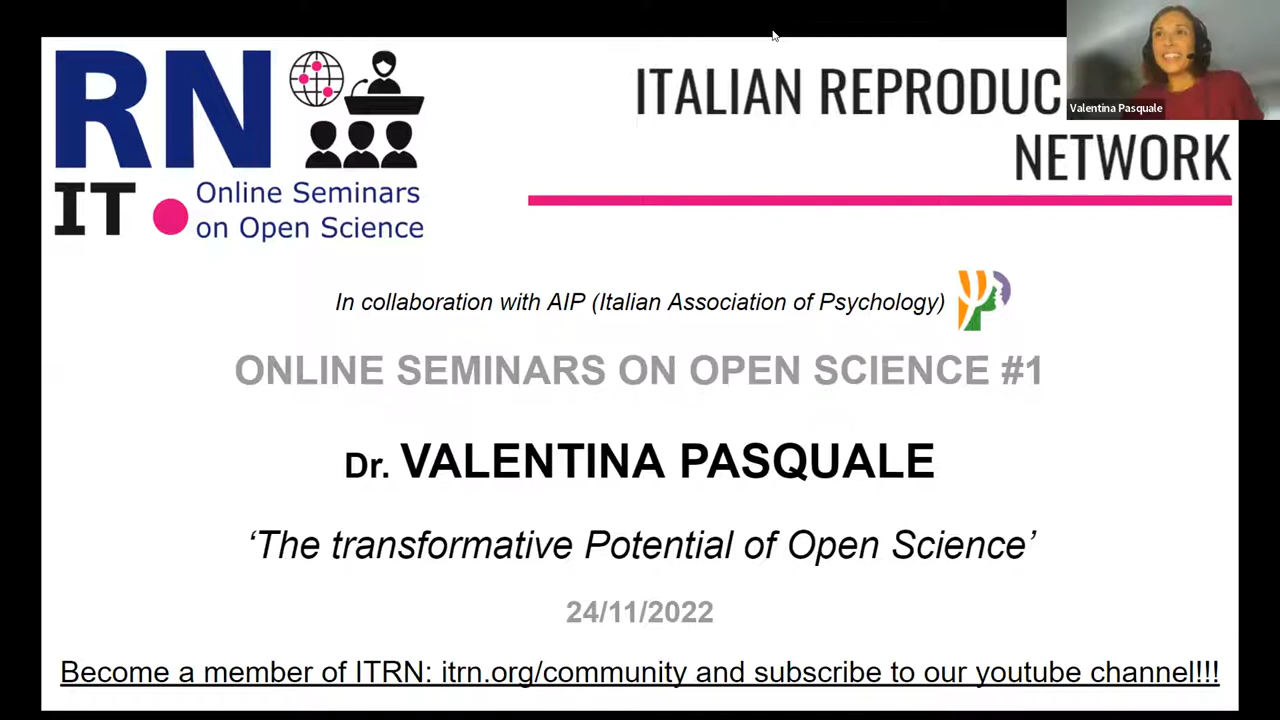 RN
IT
Online Seminars
on Open Science
ITALIAN REPRODUC
NETWORK
Valentina Pasquale
In collaboration with AIP (Italian Association of Psychology)
ONLINE SEMINARS ON OPEN SCIENCE #1
Dr. VALENTINA PASQUALE
‘The transformative Potential of Open Science’
24/11/2022
Become a member of ITRN: itrn.org/community and subscribe to our youtube channel!!!